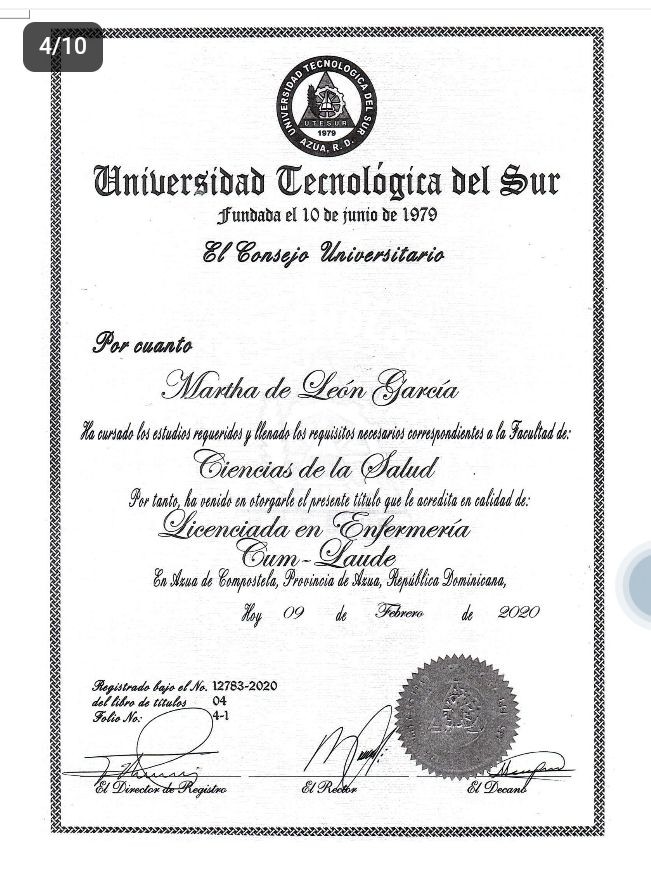 4/10
UNIVERSIDAD TECNOLOGICA DEL SUR
UTESUR
1979
AZUA, R. D.
Universidad Tecnológica del Sur
Fundada el 10 de junio de 1979
El Consejo Universitario
Por cuanto
Martha de León García
Ha cursado los estudios requeridos y llenado los requisitos necesarios correspondientes a la Facultad de:
Ciencias de la Salud
Por tanto, ha venido en otorgarle el presente título que le acredita en calidad de:
Licenciada en Enfermería
Cum-Laude
En Azua de Compostela, Provincia de Azua, República Dominicana,
Hoy 09 de Febrero de 2020
Registrado bajo el No. 12783-2020
del libro de títulos 04
Folio No: 4-1
El Director de Registro
El Rector
El Decano